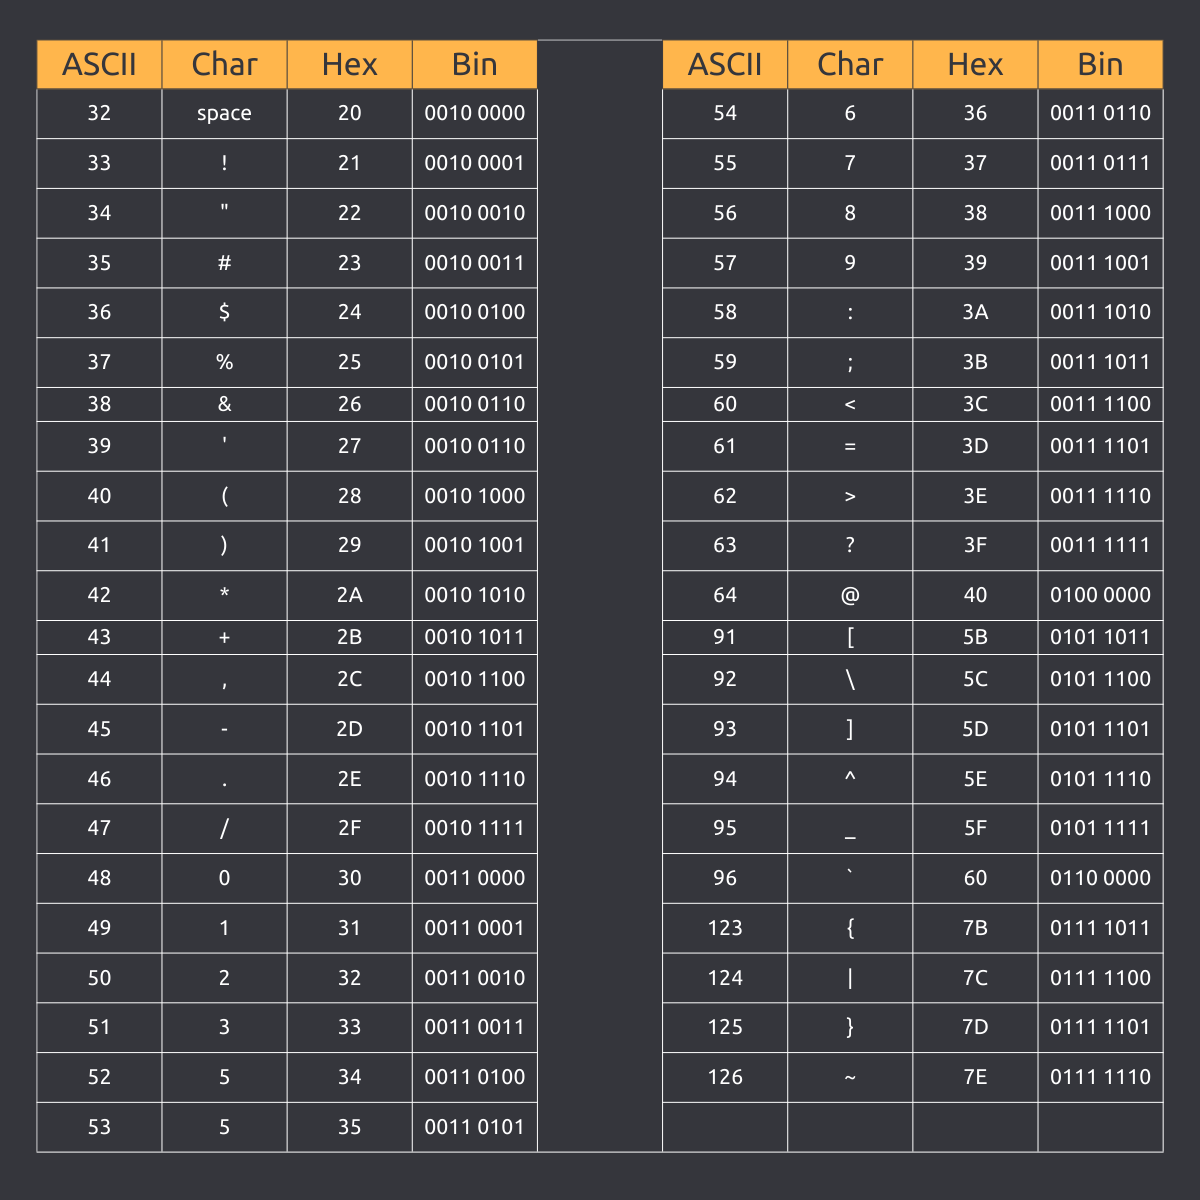 ASCII Char Hex Bin ASCII Char Hex Bin
32 space 20 0010 0000 54 6 36 0011 0110
33 ! 21 0010 0001 55 7 37 0011 0111
34 " 22 0010 0010 56 8 38 0011 1000
35 # 23 0010 0011 57 9 39 0011 1001
36 $ 24 0010 0100 58 : 3A 0011 1010
37 % 25 0010 0101 59 ; 3B 0011 1011
38 & 26 0010 0110 60 < 3C 0011 1100
39 ' 27 0010 0110 61 = 3D 0011 1101
40 ( 28 0010 1000 62 > 3E 0011 1110
41 ) 29 0010 1001 63 ? 3F 0011 1111
42 * 2A 0010 1010 64 @ 40 0100 0000
43 + 2B 0010 1011 91 [ 5B 0101 1011
44 , 2C 0010 1100 92 \ 5C 0101 1100
45 - 2D 0010 1101 93 ] 5D 0101 1101
46 . 2E 0010 1110 94 ^ 5E 0101 1110
47 / 2F 0010 1111 95 _ 5F 0101 1111
48 0 30 0011 0000 96 ` 60 0110 0000
49 1 31 0011 0001 123 { 7B 0111 1011
50 2 32 0011 0010 124 | 7C 0111 1100
51 3 33 0011 0011 125 } 7D 0111 1101
52 5 34 0011 0100 126 ~ 7E 0111 1110
53 5 35 0011 0101